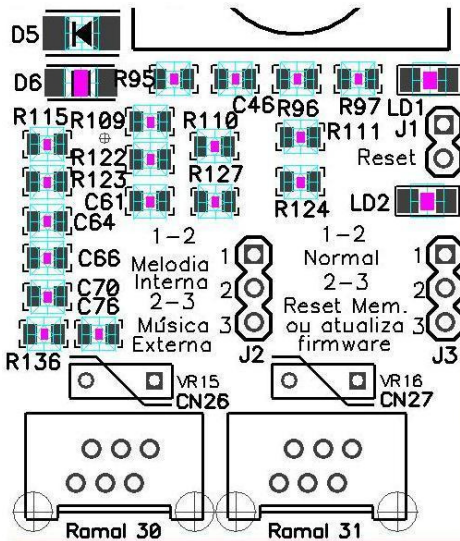 D5
D6
R95
C46
R96
R97
LD1
R115
R109
R110
R111
J1
Reset
R122
R123
R127
C61
R124
LD2
C64
C66
C70
C76
R136
1-2
Melodia
Interna
2-3
Música
Externa
1
2
3
J2
1-2
Normal
2-3
Reset Mem.
ou atualiza
firmware
1
2
3
J3
VR15
CN26
VR16
CN27
Ramal 30
Ramal 31